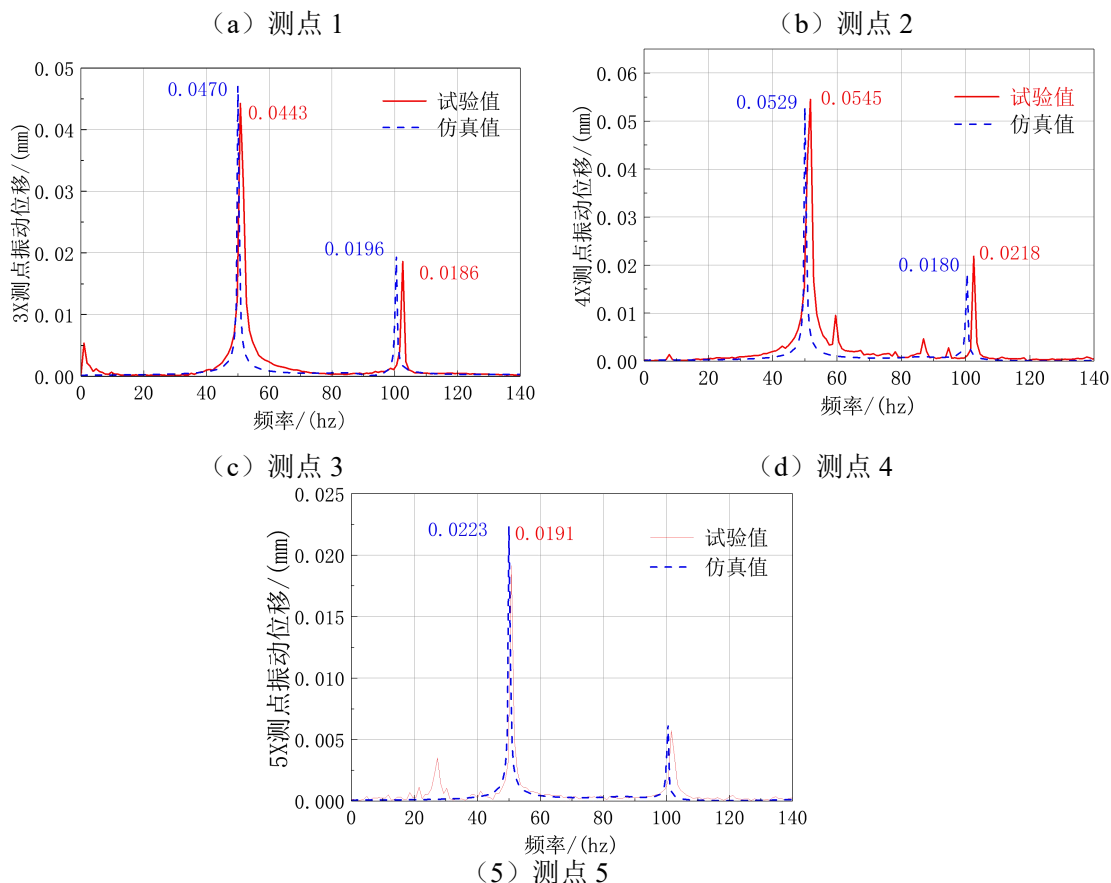 (a) 测点 1
(b) 测点 2
3X测点振动位移/(mm)
0.05
0.04
0.03
0.02
0.01
0.00
0.0470
0.0443
0.0196
0.0186
试验值
仿真值
0 20 40 60 80 100 120 140
频率/(hz)
4X测点振动位移/(mm)
0.06
0.05
0.04
0.03
0.02
0.01
0.00
0.0529
0.0545
0.0180
0.0218
试验值
仿真值
0 20 40 60 80 100 120 140
频率/(hz)
(c) 测点 3
(d) 测点 4
5X测点振动位移/(mm)
0.025
0.020
0.015
0.010
0.005
0.000
0.0223
0.0191
试验值
仿真值
0 20 40 60 80 100 120 140
频率/(hz)
(5) 测点 5